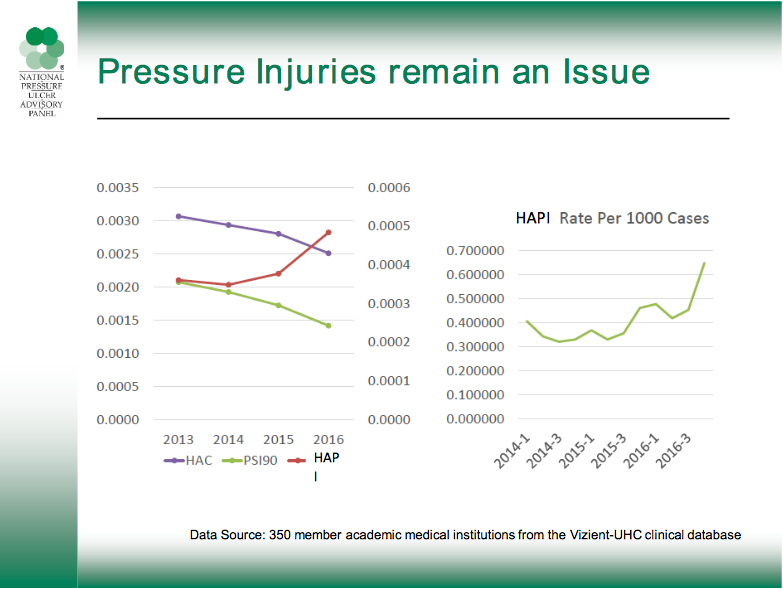 NATIONAL
PRESSURE
ULCER
ADVISORY
PANEL
®
Pressure Injuries remain an Issue
0.0035
0.0030
0.0025
0.0020
0.0015
0.0010
0.0005
0.0000
0.0006
0.0005
0.0004
0.0003
0.0002
0.0001
0.0000
2013 2014 2015 2016
HAC PSI90 HAP
I
HAPI Rate Per 1000 Cases
0.700000
0.600000
0.500000
0.400000
0.300000
0.200000
0.100000
0.000000
2014-1 2014-3 2015-1 2015-3 2016-1 2016-3
Data Source: 350 member academic medical institutions from the Vizient-UHC clinical database